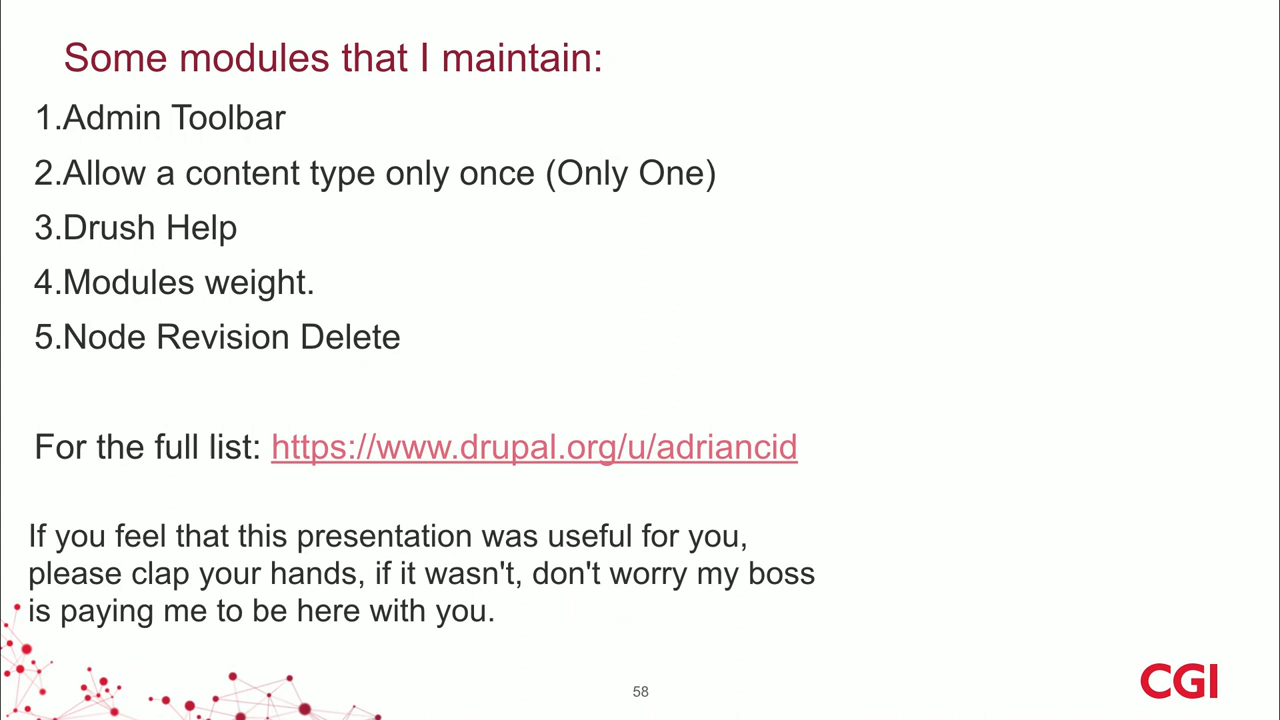 Some modules that I maintain:
1.Admin Toolbar
2.Allow a content type only once (Only One)
3.Drush Help
4.Modules weight.
5.Node Revision Delete
For the full list: https://www.drupal.org/u/adriancid
If you feel that this presentation was useful for you,
please clap your hands, if it wasn't, don't worry my boss
is paying me to be here with you.
58
CGI